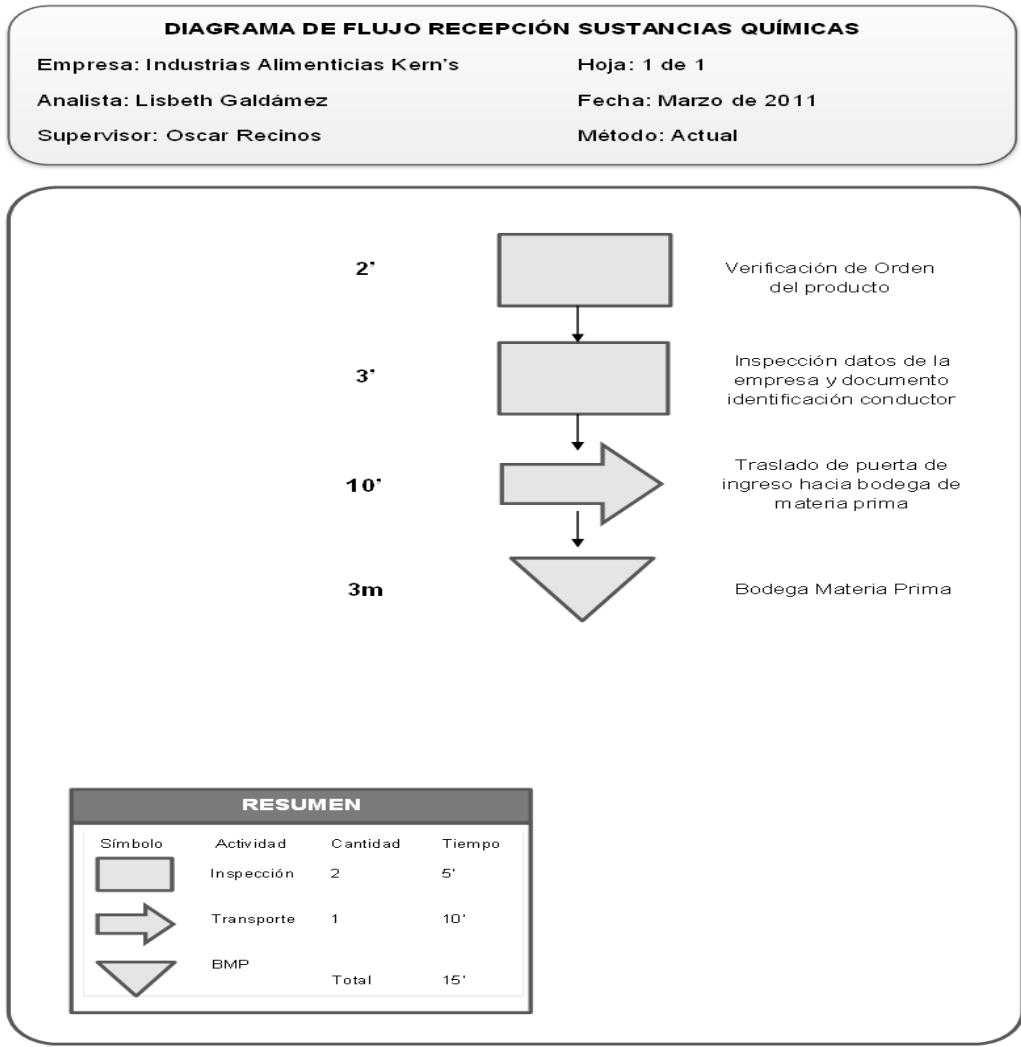 DIAGRAMA DE FLUJO RECEPCIÓN SUSTANCIAS QUÍMICAS
Empresa: Industrias Alimenticias Kern's Hoja: 1 de 1
Analista: Lisbeth Galdámez Fecha: Marzo de 2011
Supervisor: Oscar Recinos Método: Actual
2' Verificación de Orden
del producto
Inspección datos de la
3' empresa y documento
identificación conductor
Traslado de puerta de
10' ingreso hacia bodega de
materia prima
3m Bodega Materia Prima
RESUMEN
Símbolo Actividad Cantidad Tiempo
Inspección 2 5'
Transporte 1 10'
BMP
Total 15'